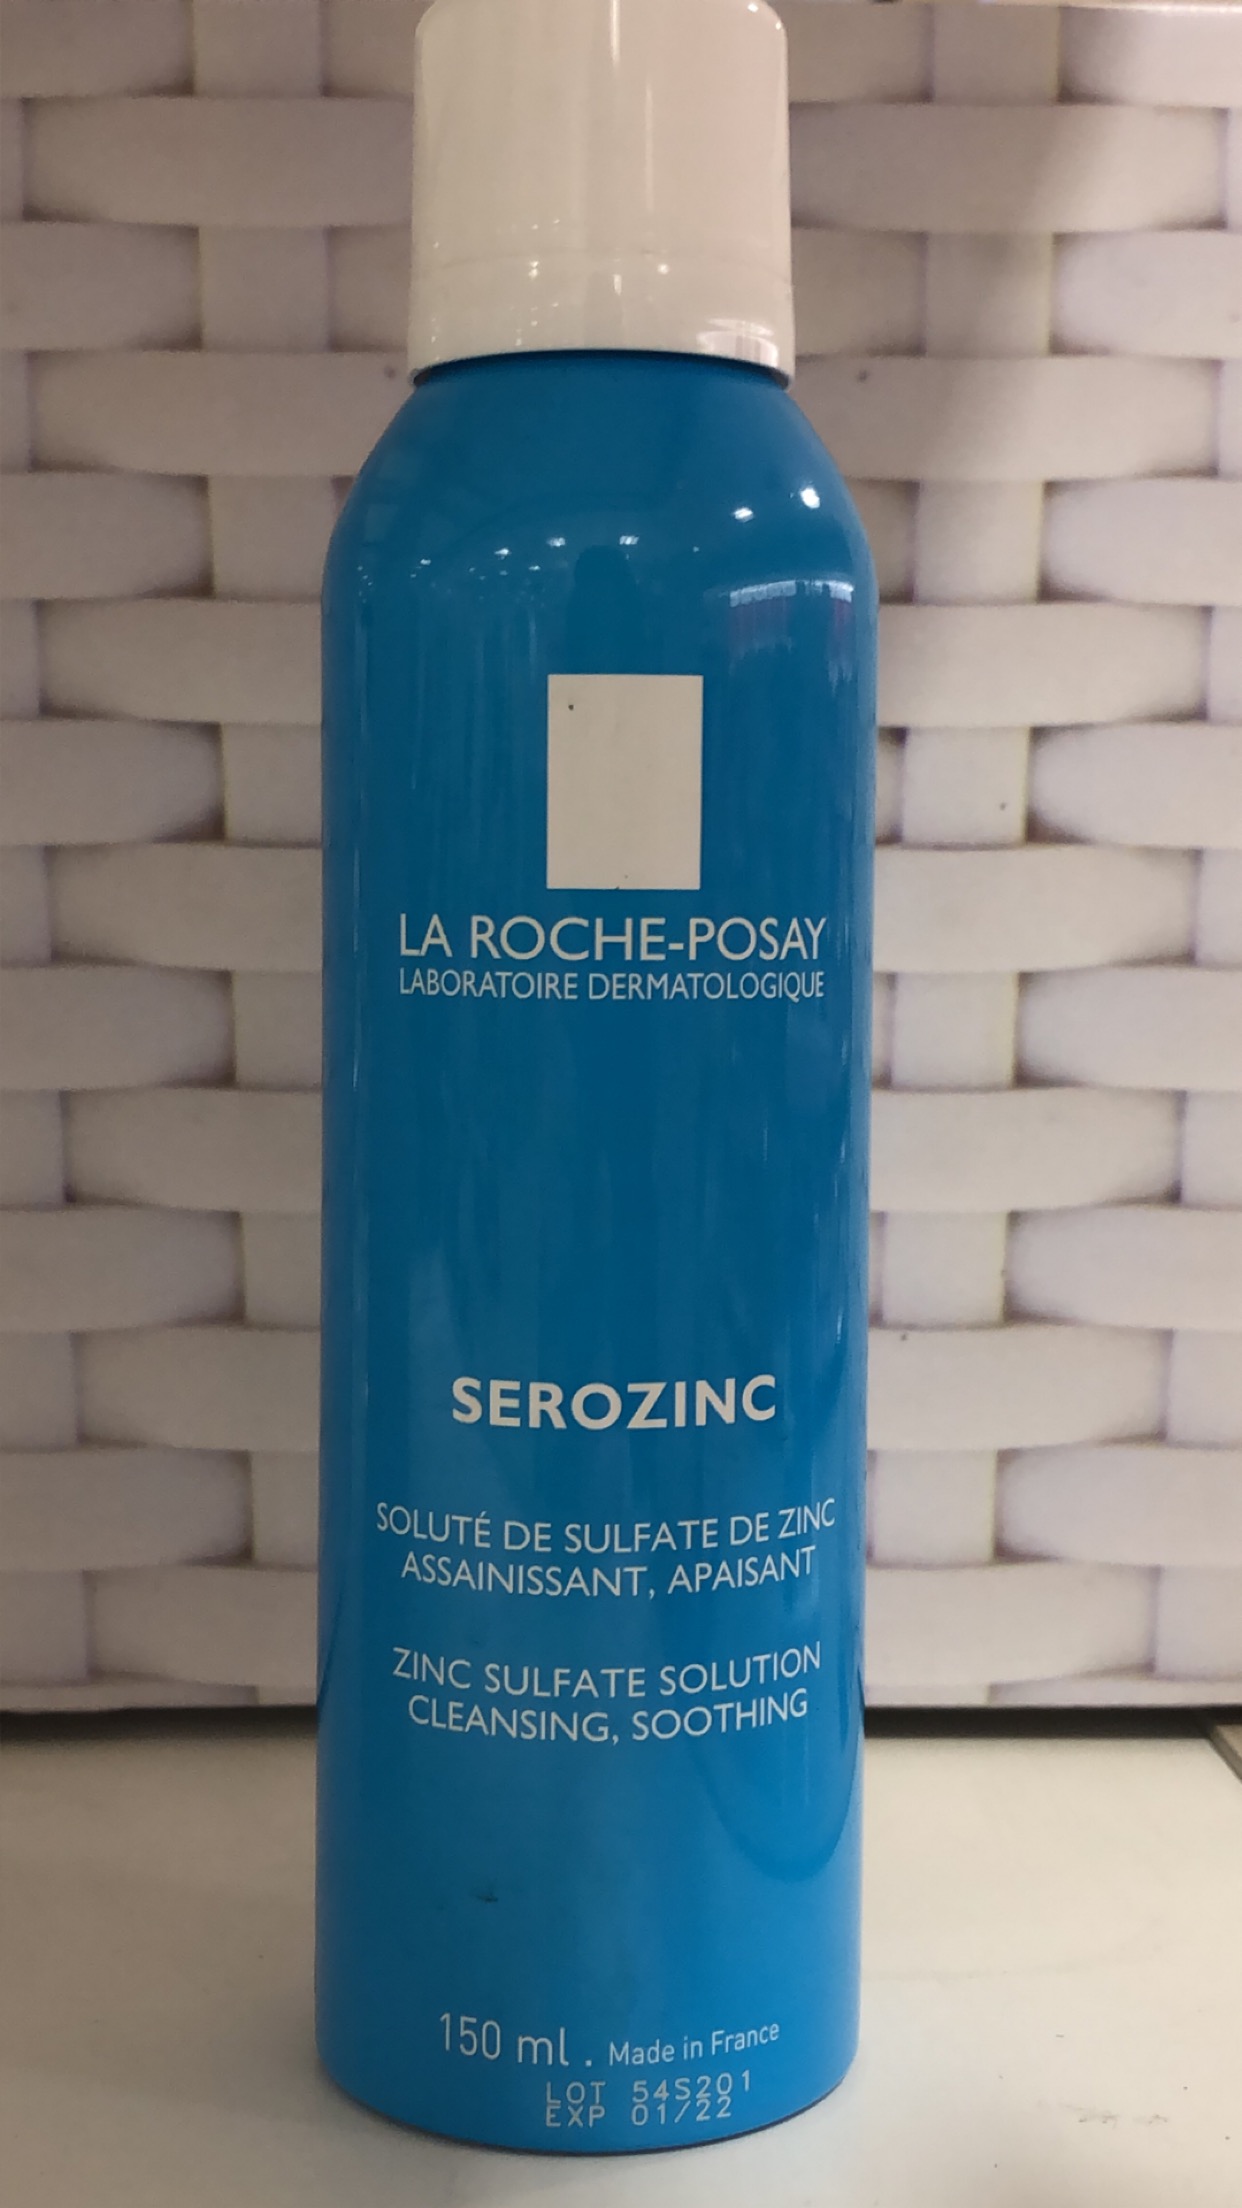 LA ROCHE-POSAY
LABORATOIRE DERMATOLOGIQUE
SEROZINC
SOLUTÉ DE SULFATE DE ZINC
ASSAINISSANT, APAISANT
ZINC SULFATE SOLUTION
CLEANSING, SOOTHING
150 ml . Made in France
LOT 54S201
EXP 01/22